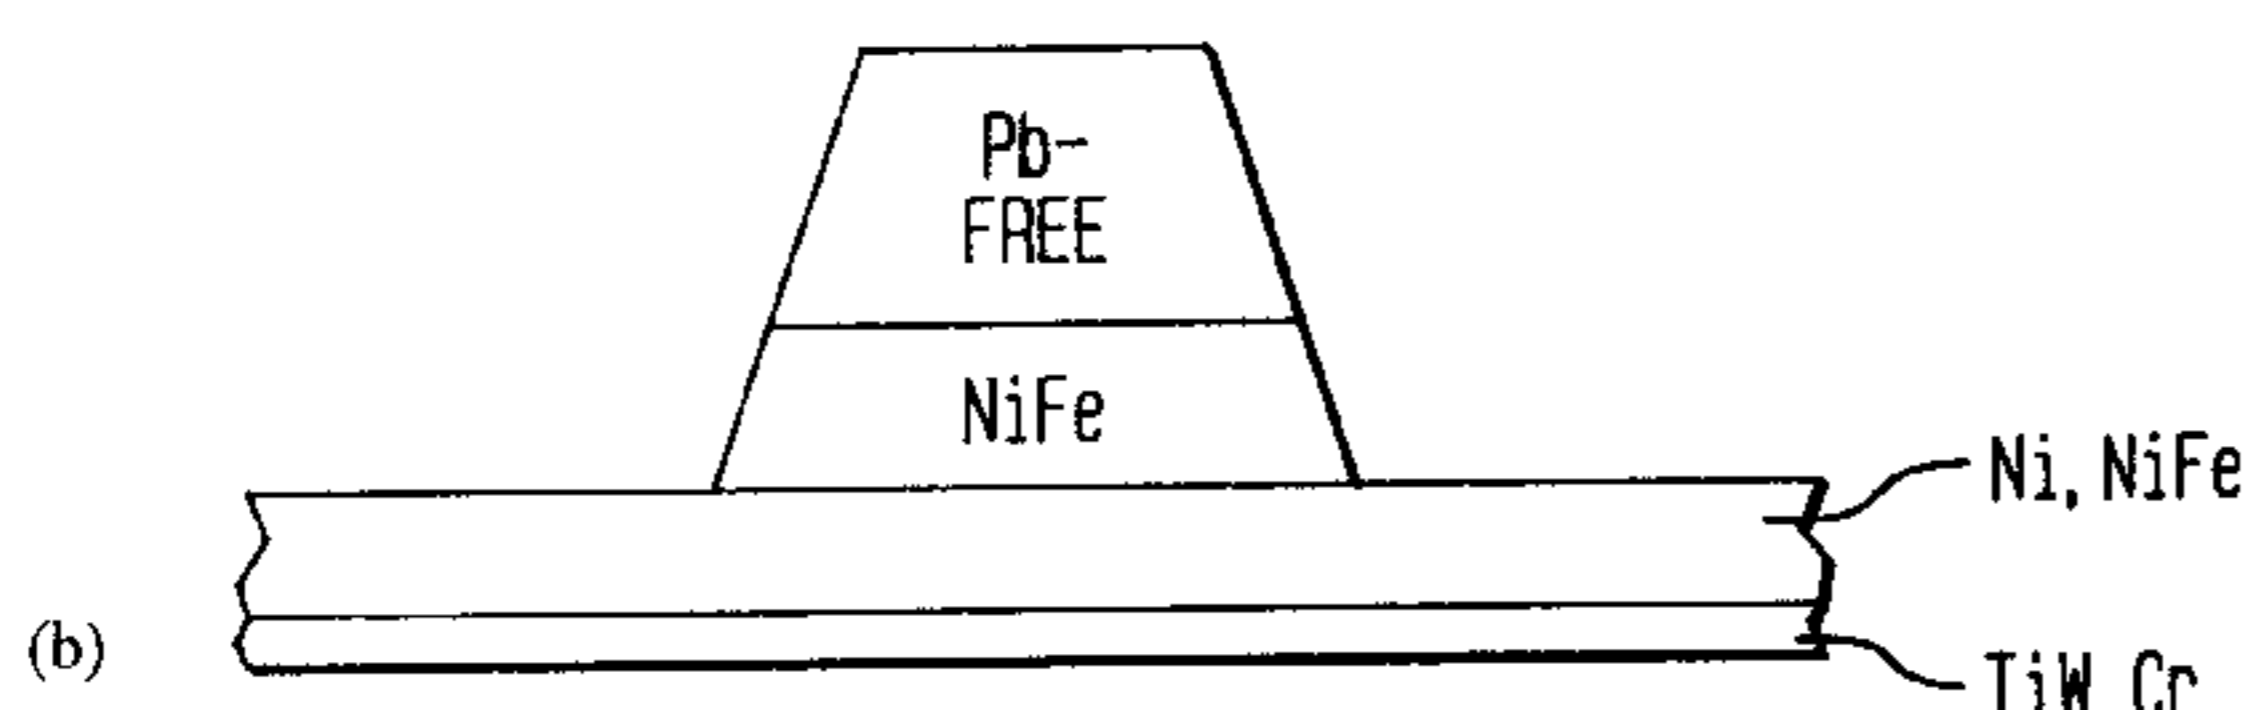 Pb-
FREE
NiFe
Ni, NiFe
(b)
TiW Cr